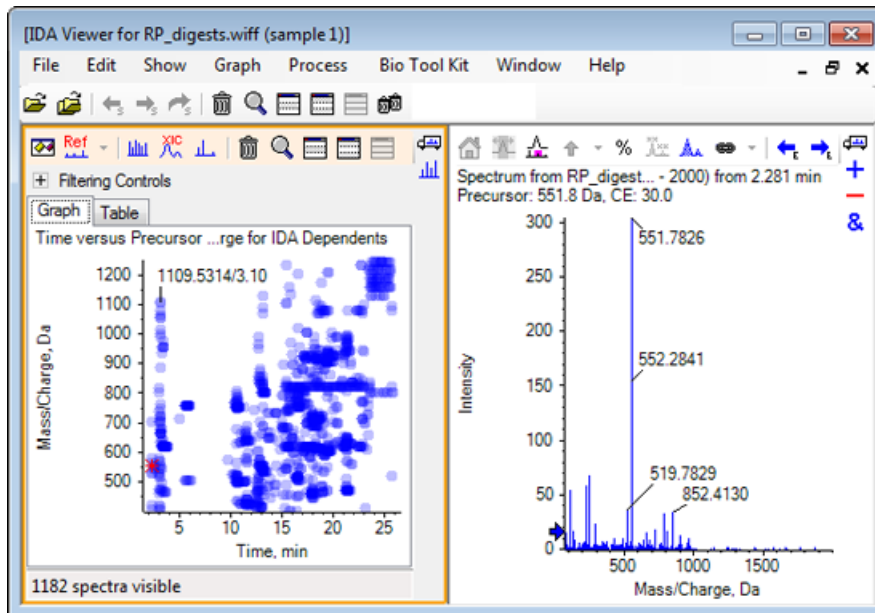 [IDA Viewer for RP_digests.wiff (sample 1)]
File Edit Show Graph Process Bio Tool Kit Window Help
Ref
XIC
Filtering Controls
Graph Table
Time versus Precursor ...rge for IDA Dependents
1109.5314/3.10
1200
1100
1000
900
800
700
600
500
Mass/Charge, Da
5 10 15 20 25
Time, min
1182 spectra visible
%
E E
&
Spectrum from RP_digest... - 2000) from 2.281 min
Precursor: 551.8 Da, CE: 30.0
300
250
200
150
100
50
0
Intensity
551.7826
552.2841
519.7829
852.4130
500 1000 1500
Mass/Charge, Da